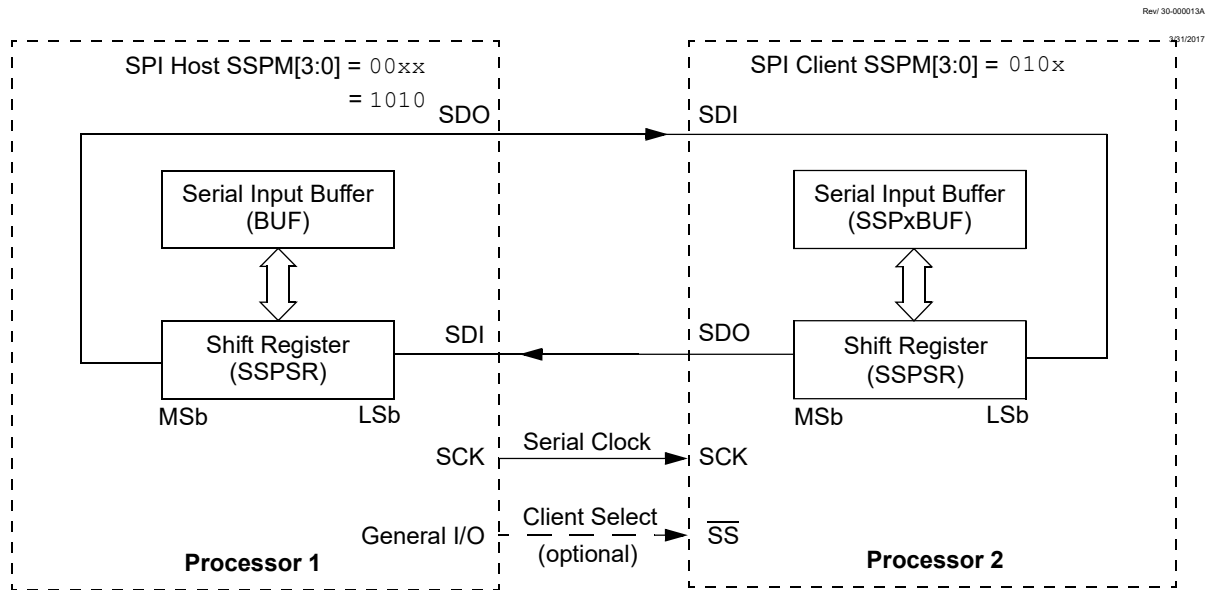 Rev/ 30-000013A
3/31/2017
SPI Host SSPM[3:0] = 00xx
= 1010
SPI Client SSPM[3:0] = 010x
SDO
SDI
Serial Input Buffer
(BUF)
Serial Input Buffer
(SSPxBUF)
Shift Register
(SSPSR)
SDI
SDO
Shift Register
(SSPSR)
MSb
LSb
MSb
LSb
SCK
Serial Clock
SCK
General I/O
Client Select
(optional)
SS
Processor 1
Processor 2